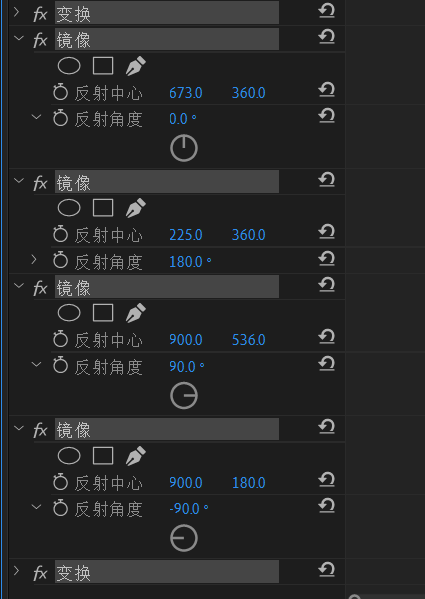 fx 变换
fx 镜像
反射中心 673.0 360.0
反射角度 0.0 °
fx 镜像
反射中心 225.0 360.0
反射角度 180.0 °
fx 镜像
反射中心 900.0 536.0
反射角度 90.0 °
fx 镜像
反射中心 900.0 180.0
反射角度 -90.0 °
fx 变换